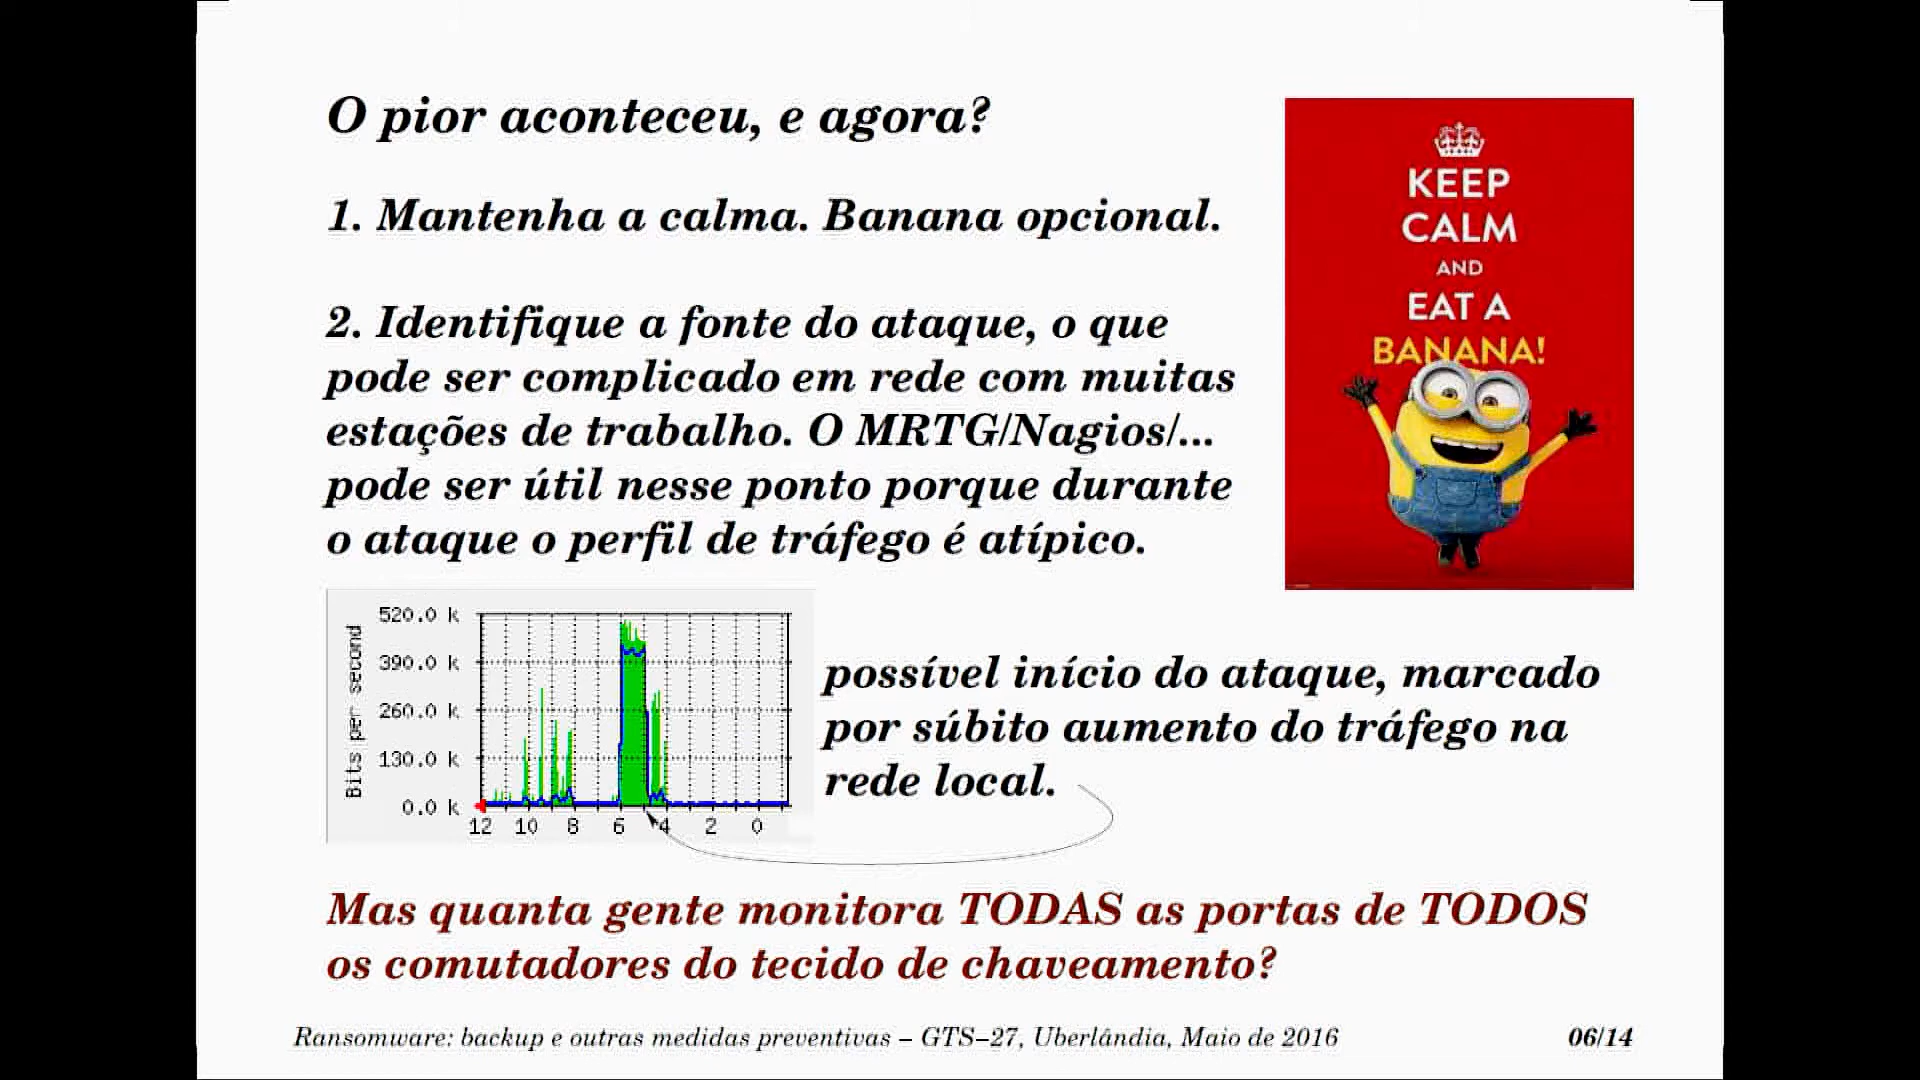 O pior aconteceu, e agora?
1. Mantenha a calma. Banana opcional.
2. Identifique a fonte do ataque, o que
pode ser complicado em rede com muitas
estações de trabalho. O MRTG/Nagios/...
pode ser útil nesse ponto porque durante
o ataque o perfil de tráfego é atípico.
KEEP
CALM
AND
EAT A
BANANA!
Bits per second
520.0 k
390.0 k
260.0 k
130.0 k
0.0 k
12 10 8 6 4 2 0
possível início do ataque, marcado
por súbito aumento do tráfego na
rede local.
Mas quanta gente monitora TODAS as portas de TODOS
os comutadores do tecido de chaveamento?
Ransomware: backup e outras medidas preventivas – GTS–27, Uberlândia, Maio de 2016 06/14